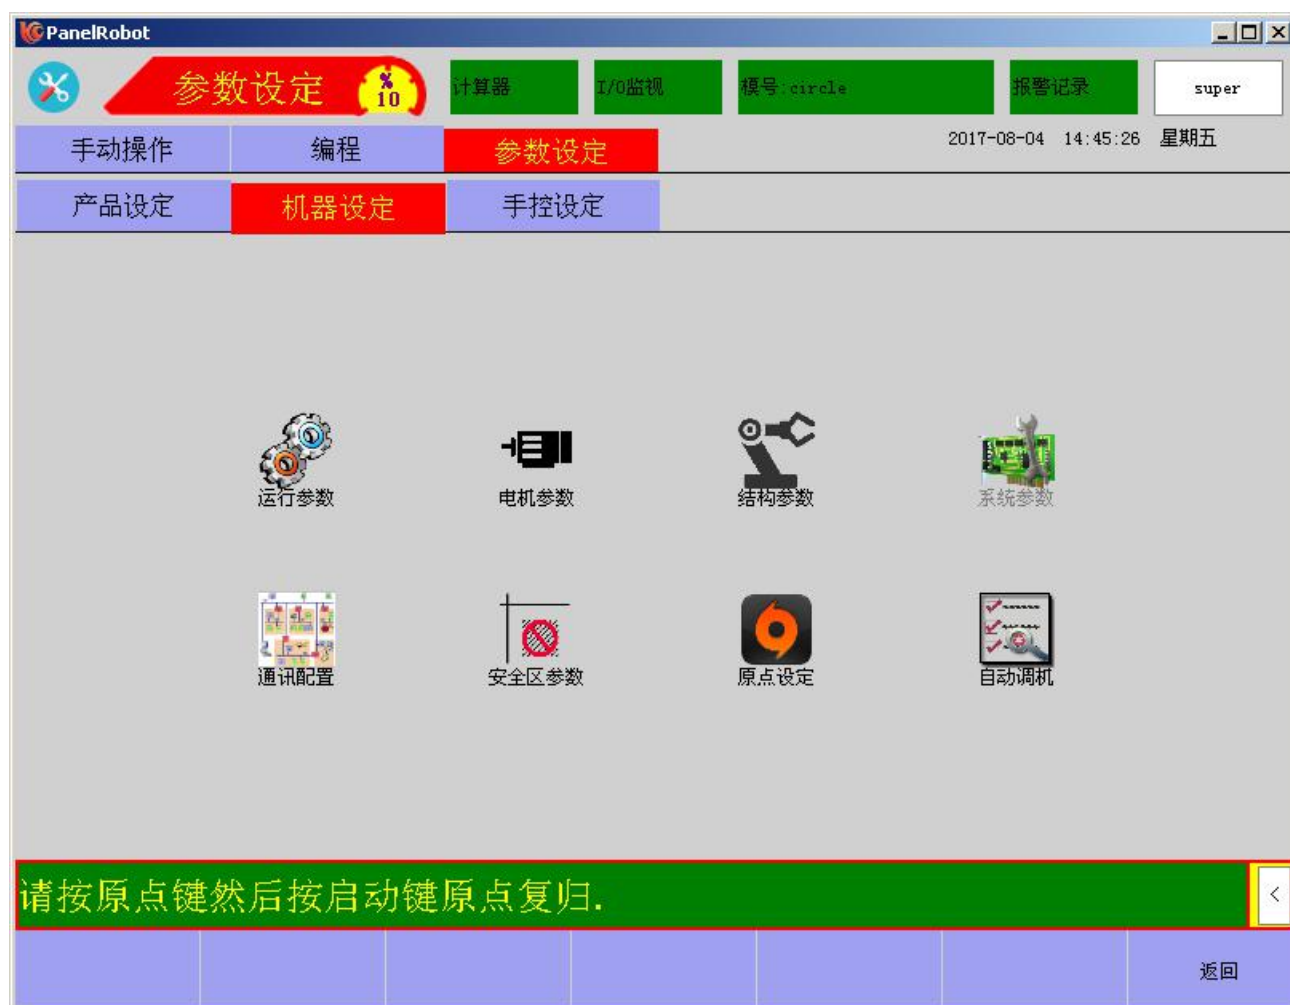 PanelRobot
参数设定 % 10 计算器 I/O监视 模号:circle 报警记录 super
手动操作 编程 参数设定 2017-08-04 14:45:26 星期五
产品设定 机器设定 手控设定
运行参数 电机参数 结构参数 系统参数
通讯配置 安全区参数 原点设定 自动调机
请按原点键然后按启动键原点复归. <
返回